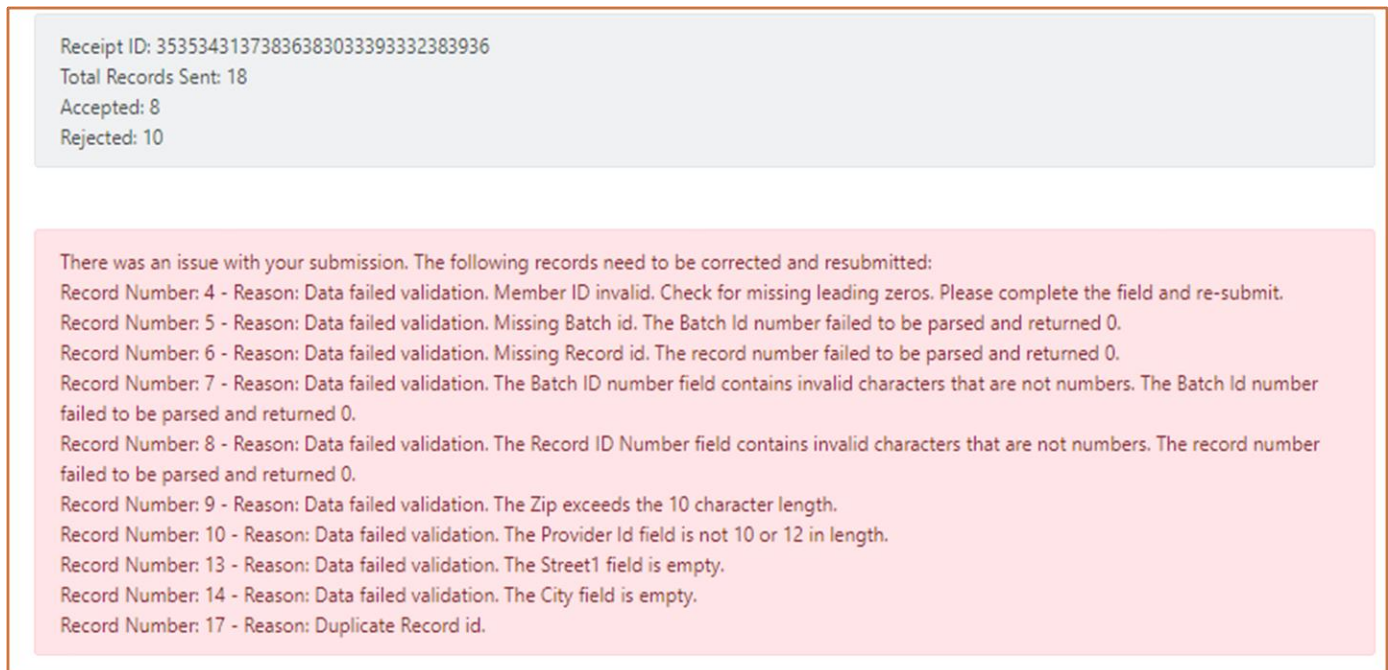 Receipt ID: 3535343137383638303339333238393​6
Total Records Sent: 18
Accepted: 8
Rejected: 10
There was an issue with your submission. The following records need to be corrected and resubmitted:
Record Number: 4 - Reason: Data failed validation. Member ID invalid. Check for missing leading zeros. Please complete the field and re-submit.
Record Number: 5 - Reason: Data failed validation. Missing Batch id. The Batch Id number failed to be parsed and returned 0.
Record Number: 6 - Reason: Data failed validation. Missing Record id. The record number failed to be parsed and returned 0.
Record Number: 7 - Reason: Data failed validation. The Batch ID number field contains invalid characters that are not numbers. The Batch Id number
failed to be parsed and returned 0.
Record Number: 8 - Reason: Data failed validation. The Record ID Number field contains invalid characters that are not numbers. The record number
failed to be parsed and returned 0.
Record Number: 9 - Reason: Data failed validation. The Zip exceeds the 10 character length.
Record Number: 10 - Reason: Data failed validation. The Provider Id field is not 10 or 12 in length.
Record Number: 13 - Reason: Data failed validation. The Street1 field is empty.
Record Number: 14 - Reason: Data failed validation. The City field is empty.
Record Number: 17 - Reason: Duplicate Record id.